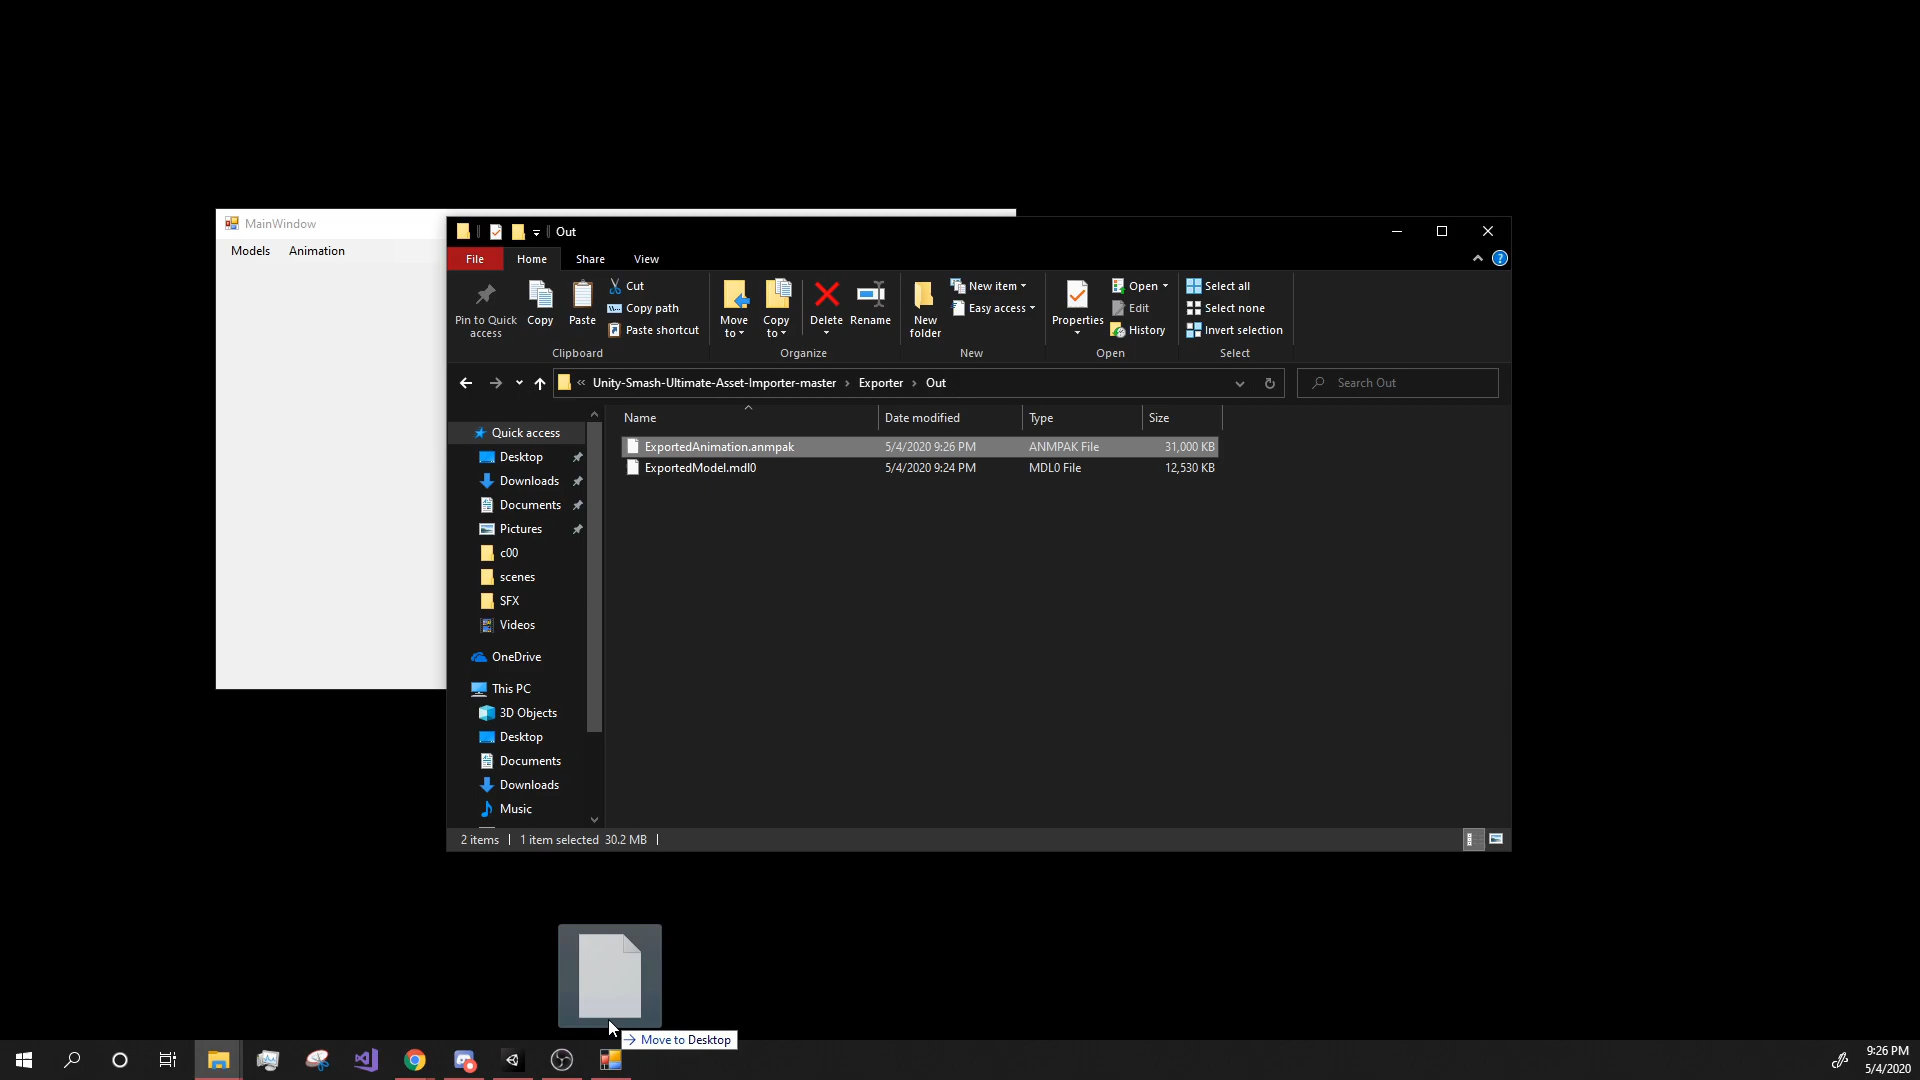 MainWindow
Models Animation
Out
File Home Share View
Pin to Quick access
Copy
Paste
Cut
Copy path
Paste shortcut
Clipboard
Move to
Copy to
Delete
Rename
Organize
New folder
New item
Easy access
New
Properties
Open
Edit
History
Open
Select all
Select none
Invert selection
Select
« Unity-Smash-Ultimate-Asset-Importer-master › Exporter › Out
Search Out
Name Date modified Type Size
ExportedAnimation.anmpak 5/4/2020 9:26 PM ANMPAK File 31,000 KB
ExportedModel.mdl0 5/4/2020 9:24 PM MDL0 File 12,530 KB
Quick access
Desktop
Downloads
Documents
Pictures
c00
scenes
SFX
Videos
OneDrive
This PC
3D Objects
Desktop
Documents
Downloads
Music
2 items | 1 item selected 30.2 MB |
→ Move to Desktop
9:26 PM
5/4/2020